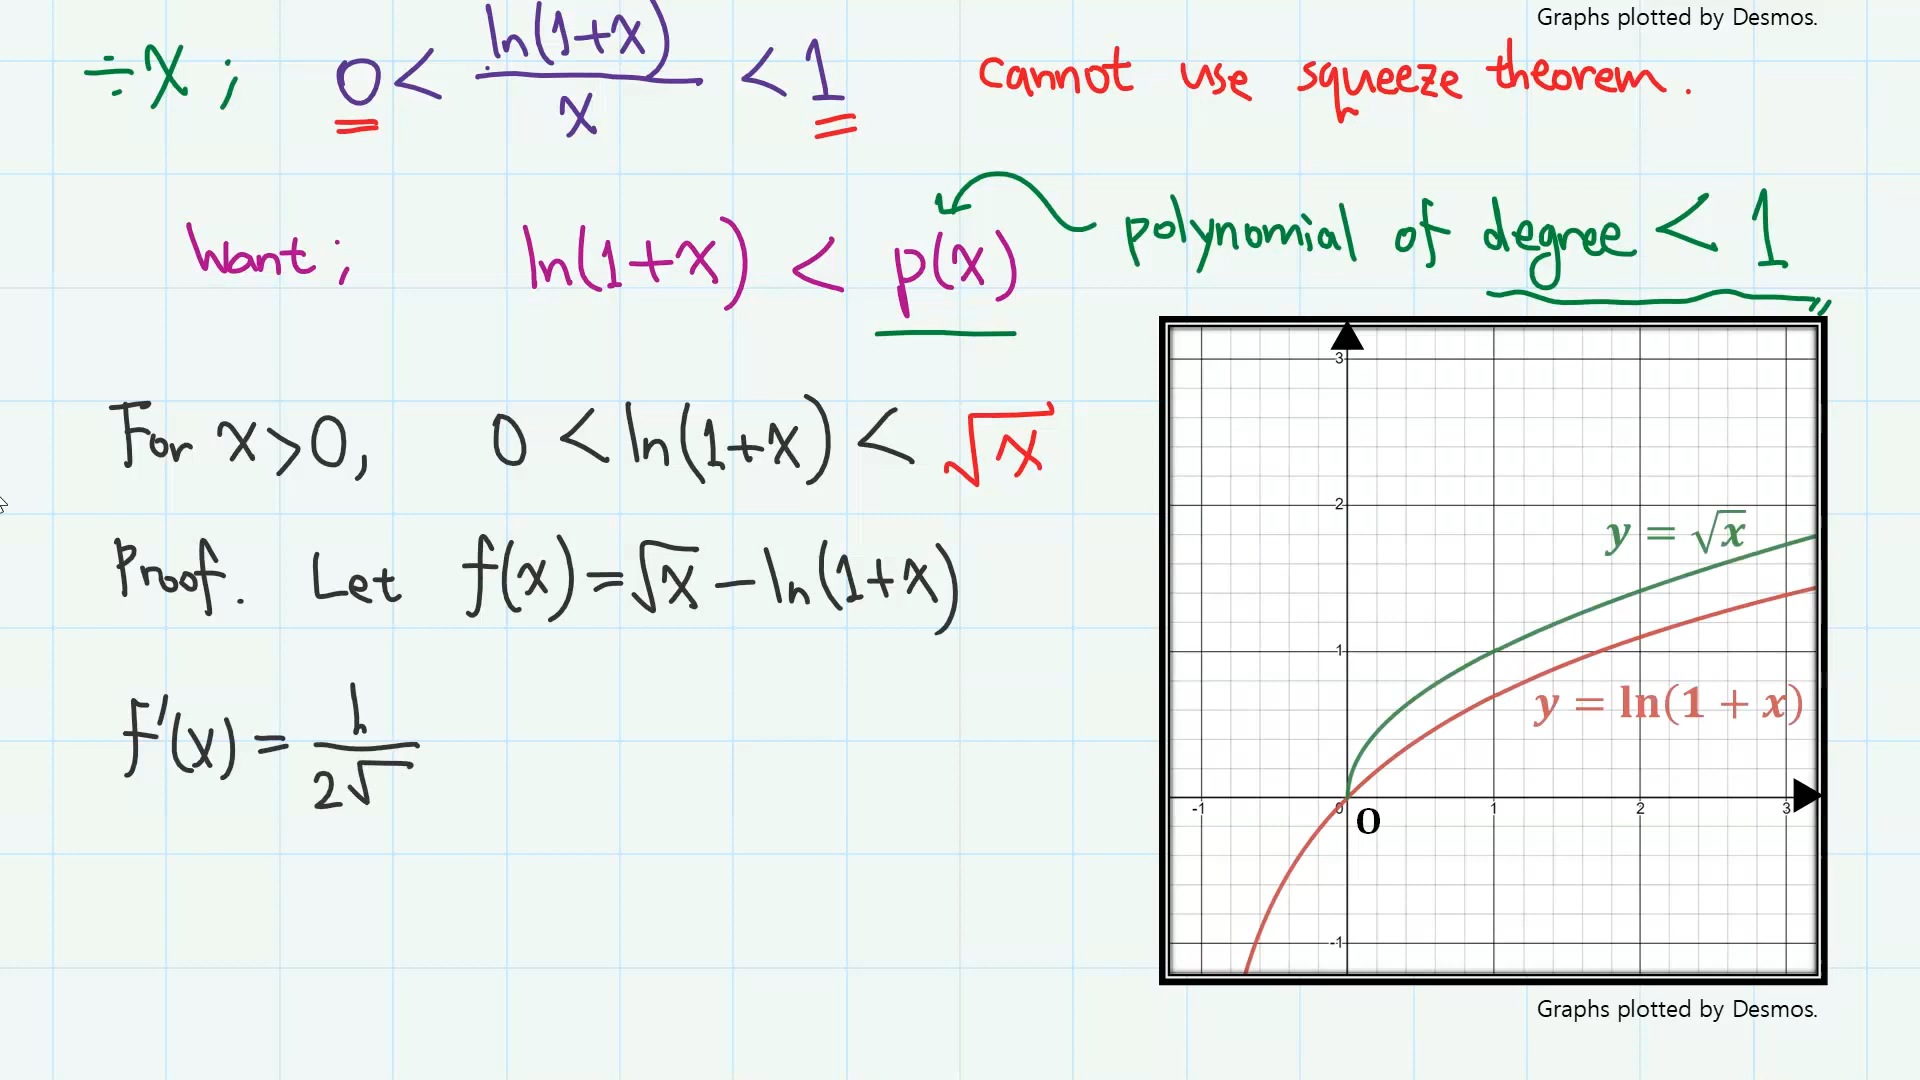 Graphs plotted by Desmos.
÷x ; 0 < ln(1+x)/x < 1 cannot use squeeze theorem.
Want ; ln(1+x) < p(x) polynomial of degree < 1
For x>0, 0 < ln(1+x) < √x
Proof. Let f(x) = √x - ln(1+x)
f'(x) = 1/2√
3
2
1
-1
-1 0 1 2 3
O
y = √x
y = ln(1 + x)
Graphs plotted by Desmos.